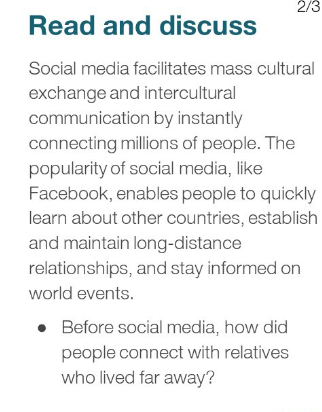 2/3
Read and discuss
Social media facilitates mass cultural
exchange and intercultural
communication by instantly
connecting millions of people. The
popularity of social media, like
Facebook, enables people to quickly
learn about other countries, establish
and maintain long-distance
relationships, and stay informed on
world events.
● Before social media, how did
people connect with relatives
who lived far away?